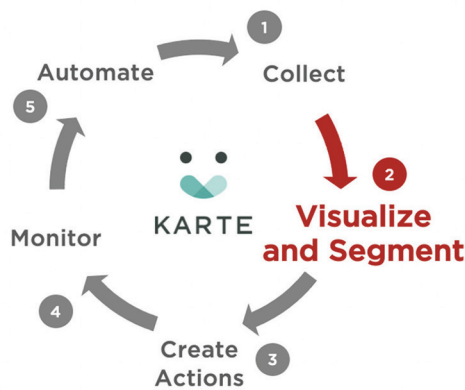 1
Collect
2
Visualize
and Segment
3
Create
Actions
4
Monitor
5
Automate
KARTE